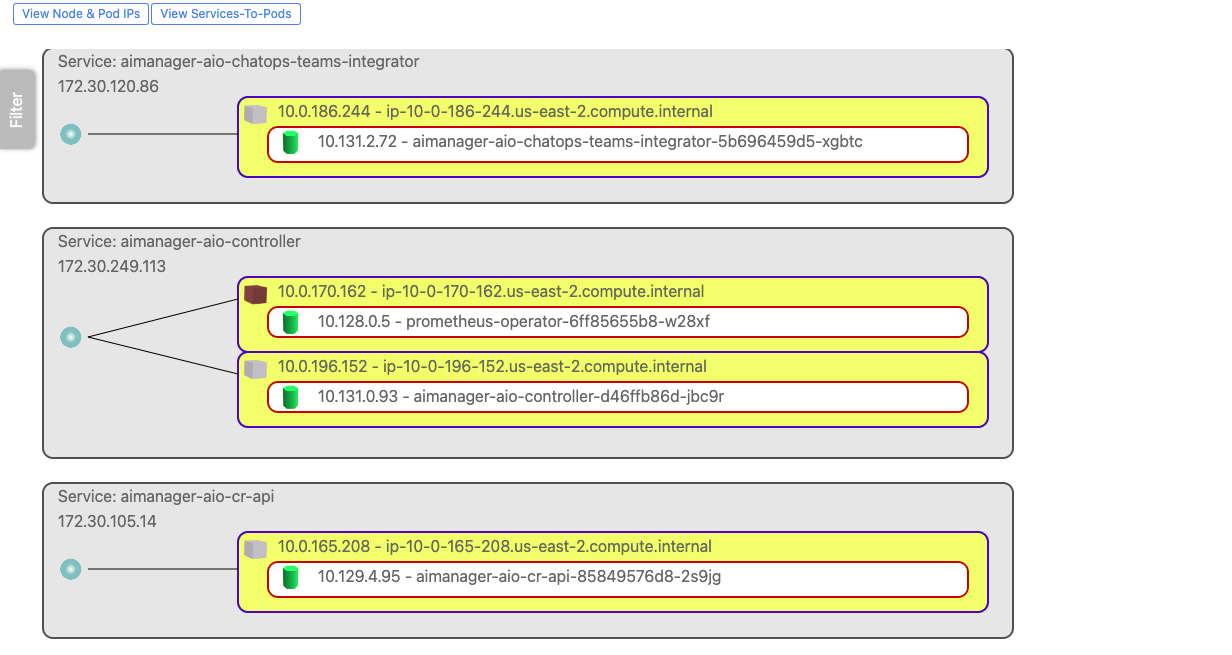 View Node & Pod IPs View Services-To-Pods
Filter
Service: aimanager-aio-chatops-teams-integrator
172.30.120.86
10.0.186.244 - ip-10-0-186-244.us-east-2.compute.internal
10.131.2.72 - aimanager-aio-chatops-teams-integrator-5b696459d5-xgbtc
Service: aimanager-aio-controller
172.30.249.113
10.0.170.162 - ip-10-0-170-162.us-east-2.compute.internal
10.128.0.5 - prometheus-operator-6ff85655b8-w28xf
10.0.196.152 - ip-10-0-196-152.us-east-2.compute.internal
10.131.0.93 - aimanager-aio-controller-d46ffb86d-jbc9r
Service: aimanager-aio-cr-api
172.30.105.14
10.0.165.208 - ip-10-0-165-208.us-east-2.compute.internal
10.129.4.95 - aimanager-aio-cr-api-85849576d8-2s9jg